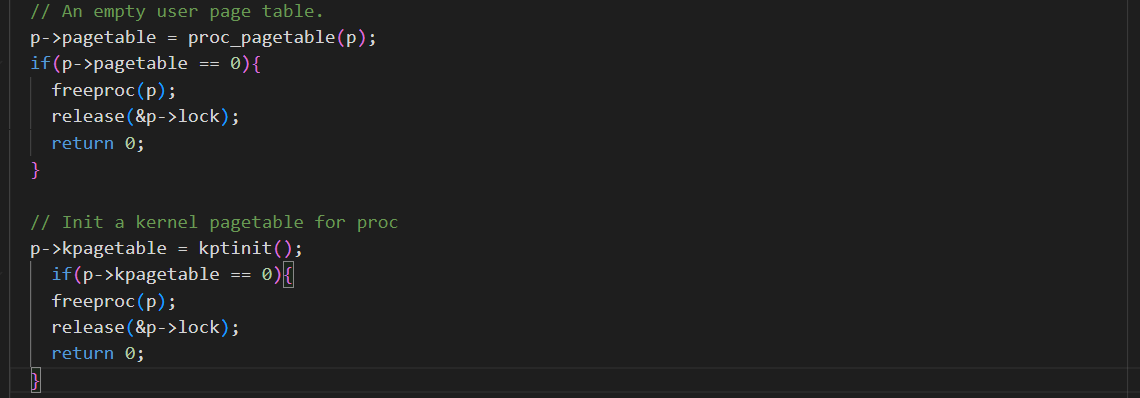 // An empty user page table.
p->pagetable = proc_pagetable(p);
if(p->pagetable == 0){
  freeproc(p);
  release(&p->lock);
  return 0;
}

// Init a kernel pagetable for proc
p->kpagetable = kptinit();
  if(p->kpagetable == 0){
  freeproc(p);
  release(&p->lock);
  return 0;
}